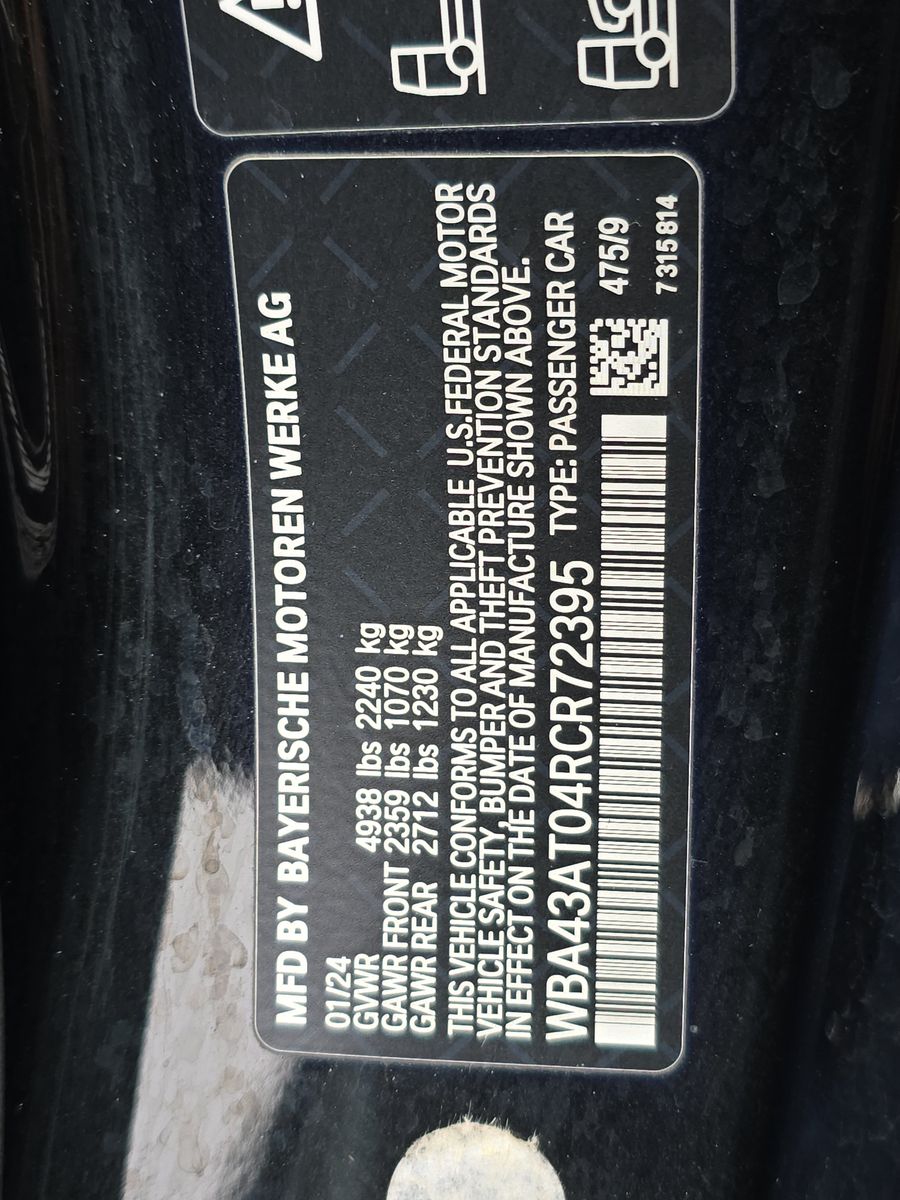 MFD BY BAYERISCHE MOTOREN WERKE AG
01/24
GVWR 4938 lbs 2240 kg
GAWR FRONT 2359 lbs 1070 kg
GAWR REAR 2712 lbs 1230 kg
THIS VEHICLE CONFORMS TO ALL APPLICABLE U.S.FEDERAL MOTOR
VEHICLE SAFETY, BUMPER AND THEFT PREVENTION STANDARDS
IN EFFECT ON THE DATE OF MANUFACTURE SHOWN ABOVE.
WBA43AT04RCR72395 TYPE: PASSENGER CAR
475/9
7 315 814